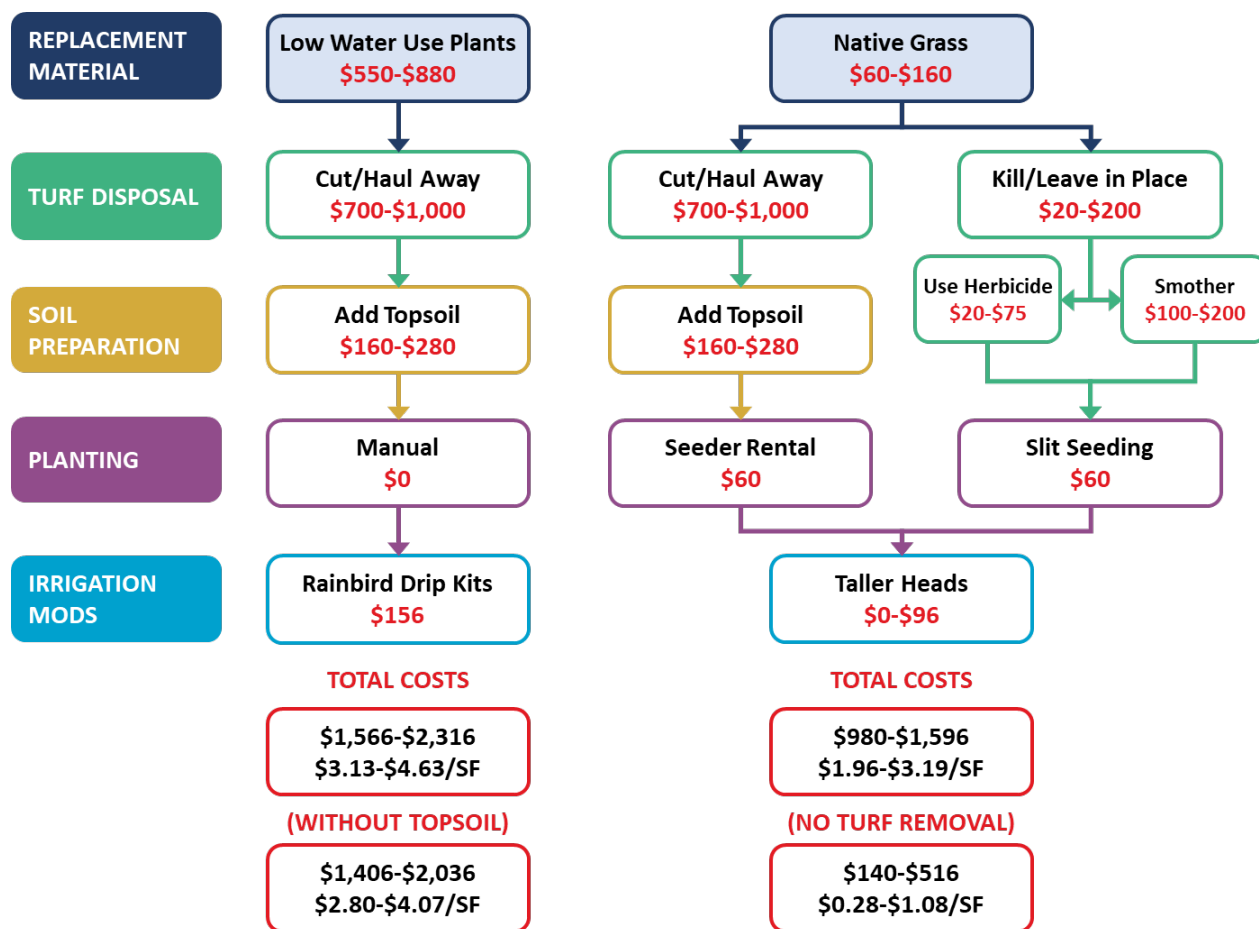 REPLACEMENT
MATERIAL
Low Water Use Plants
$550-$880
Native Grass
$60-$160
TURF DISPOSAL
Cut/Haul Away
$700-$1,000
Cut/Haul Away
$700-$1,000
Kill/Leave in Place
$20-$200
Use Herbicide
$20-$75
Smother
$100-$200
SOIL
PREPARATION
Add Topsoil
$160-$280
Add Topsoil
$160-$280
PLANTING
Manual
$0
Seeder Rental
$60
Slit Seeding
$60
IRRIGATION
MODS
Rainbird Drip Kits
$156
Taller Heads
$0-$96
TOTAL COSTS
$1,566-$2,316
$3.13-$4.63/SF
(WITHOUT TOPSOIL)
$1,406-$2,036
$2.80-$4.07/SF
TOTAL COSTS
$980-$1,596
$1.96-$3.19/SF
(NO TURF REMOVAL)
$140-$516
$0.28-$1.08/SF